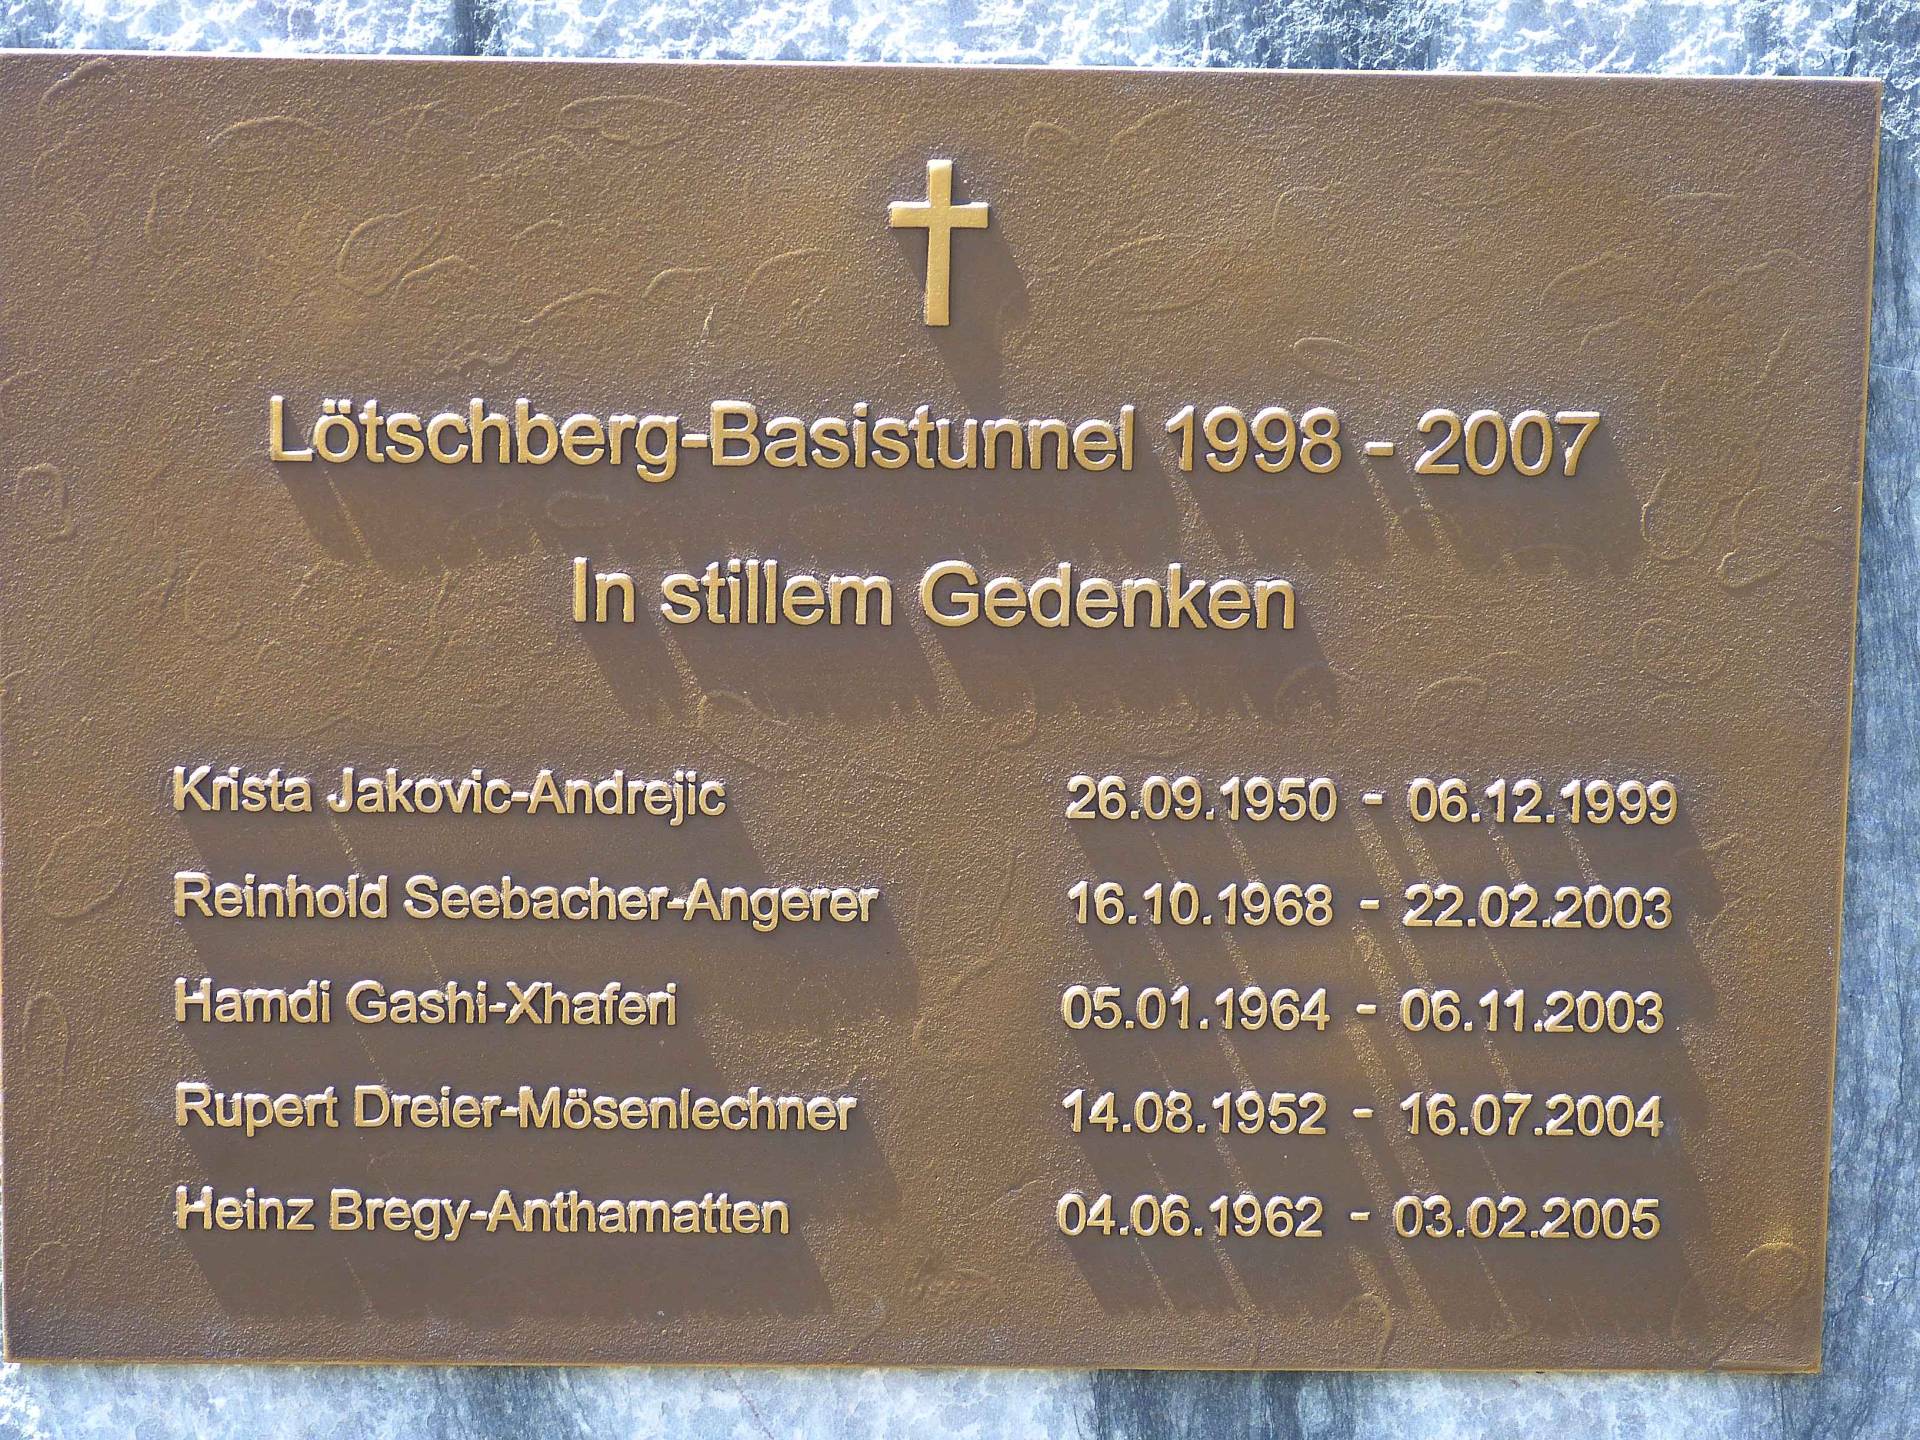 Lötschberg-Basistunnel 1998 - 2007
In stillem Gedenken
Krista Jakovic-Andrejic 26.09.1950 - 06.12.1999
Reinhold Seebacher-Angerer 16.10.1968 - 22.02.2003
Hamdi Gashi-Xhaferi 05.01.1964 - 06.11.2003
Rupert Dreier-Mösenlechner 14.08.1952 - 16.07.2004
Heinz Bregy-Anthamatten 04.06.1962 - 03.02.2005